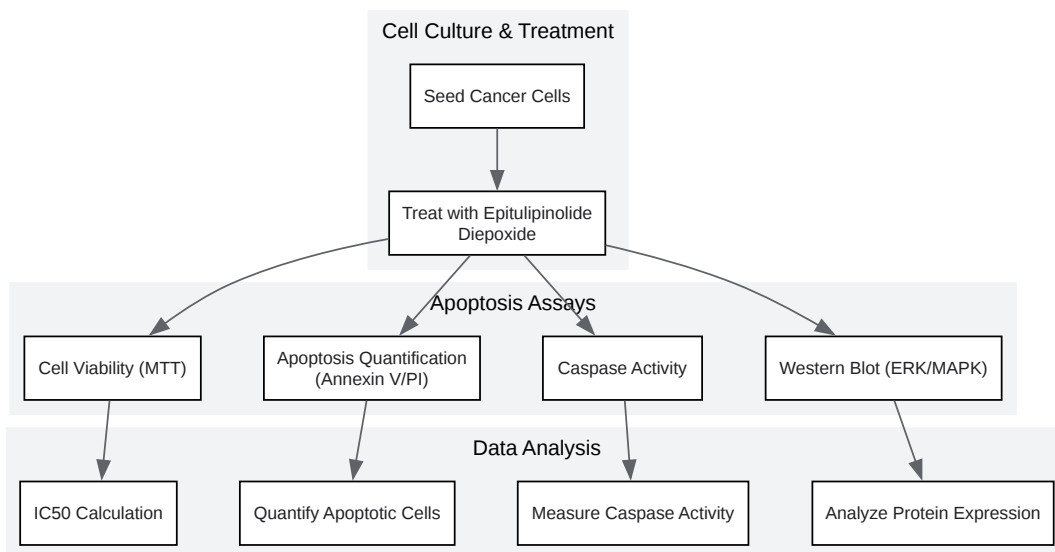 Cell Culture & Treatment
Seed Cancer Cells
Treat with Epitulipinolide
Diepoxide
Apoptosis Assays
Cell Viability (MTT)
Apoptosis Quantification
(Annexin V/PI)
Caspase Activity
Western Blot (ERK/MAPK)
Data Analysis
IC50 Calculation
Quantify Apoptotic Cells
Measure Caspase Activity
Analyze Protein Expression